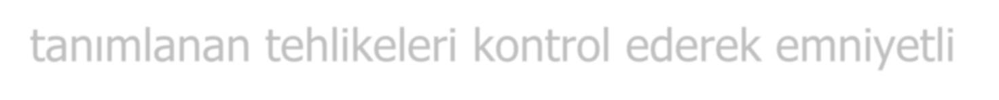 tanımlanan tehlikeleri kontrol ederek emniyetli